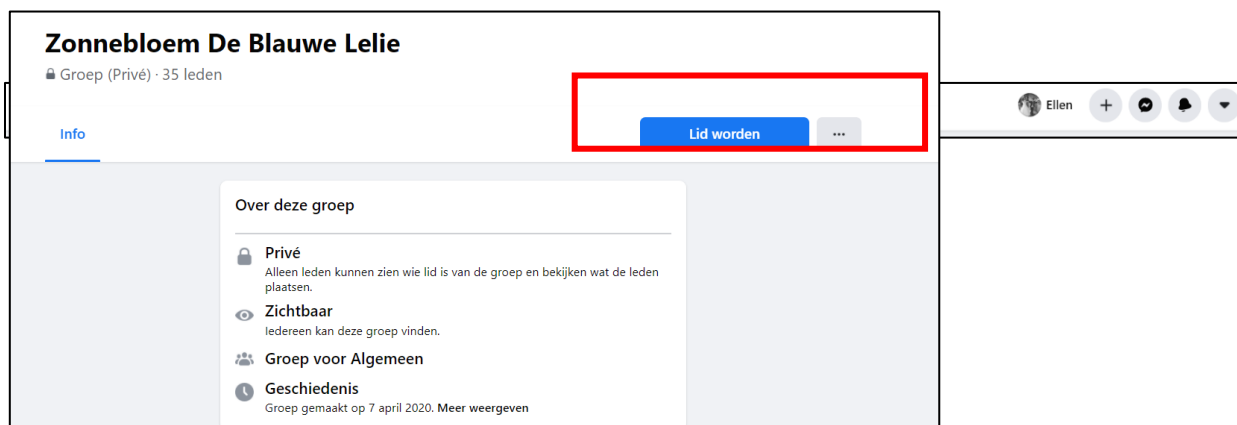 Zonnebloem De Blauwe Lelie
Groep (Privé) · 35 leden
Ellen
Info
Lid worden
Over deze groep
Privé
Alleen leden kunnen zien wie lid is van de groep en bekijken wat de leden
plaatsen.
Zichtbaar
Iedereen kan deze groep vinden.
Groep voor Algemeen
Geschiedenis
Groep gemaakt op 7 april 2020. Meer weergeven